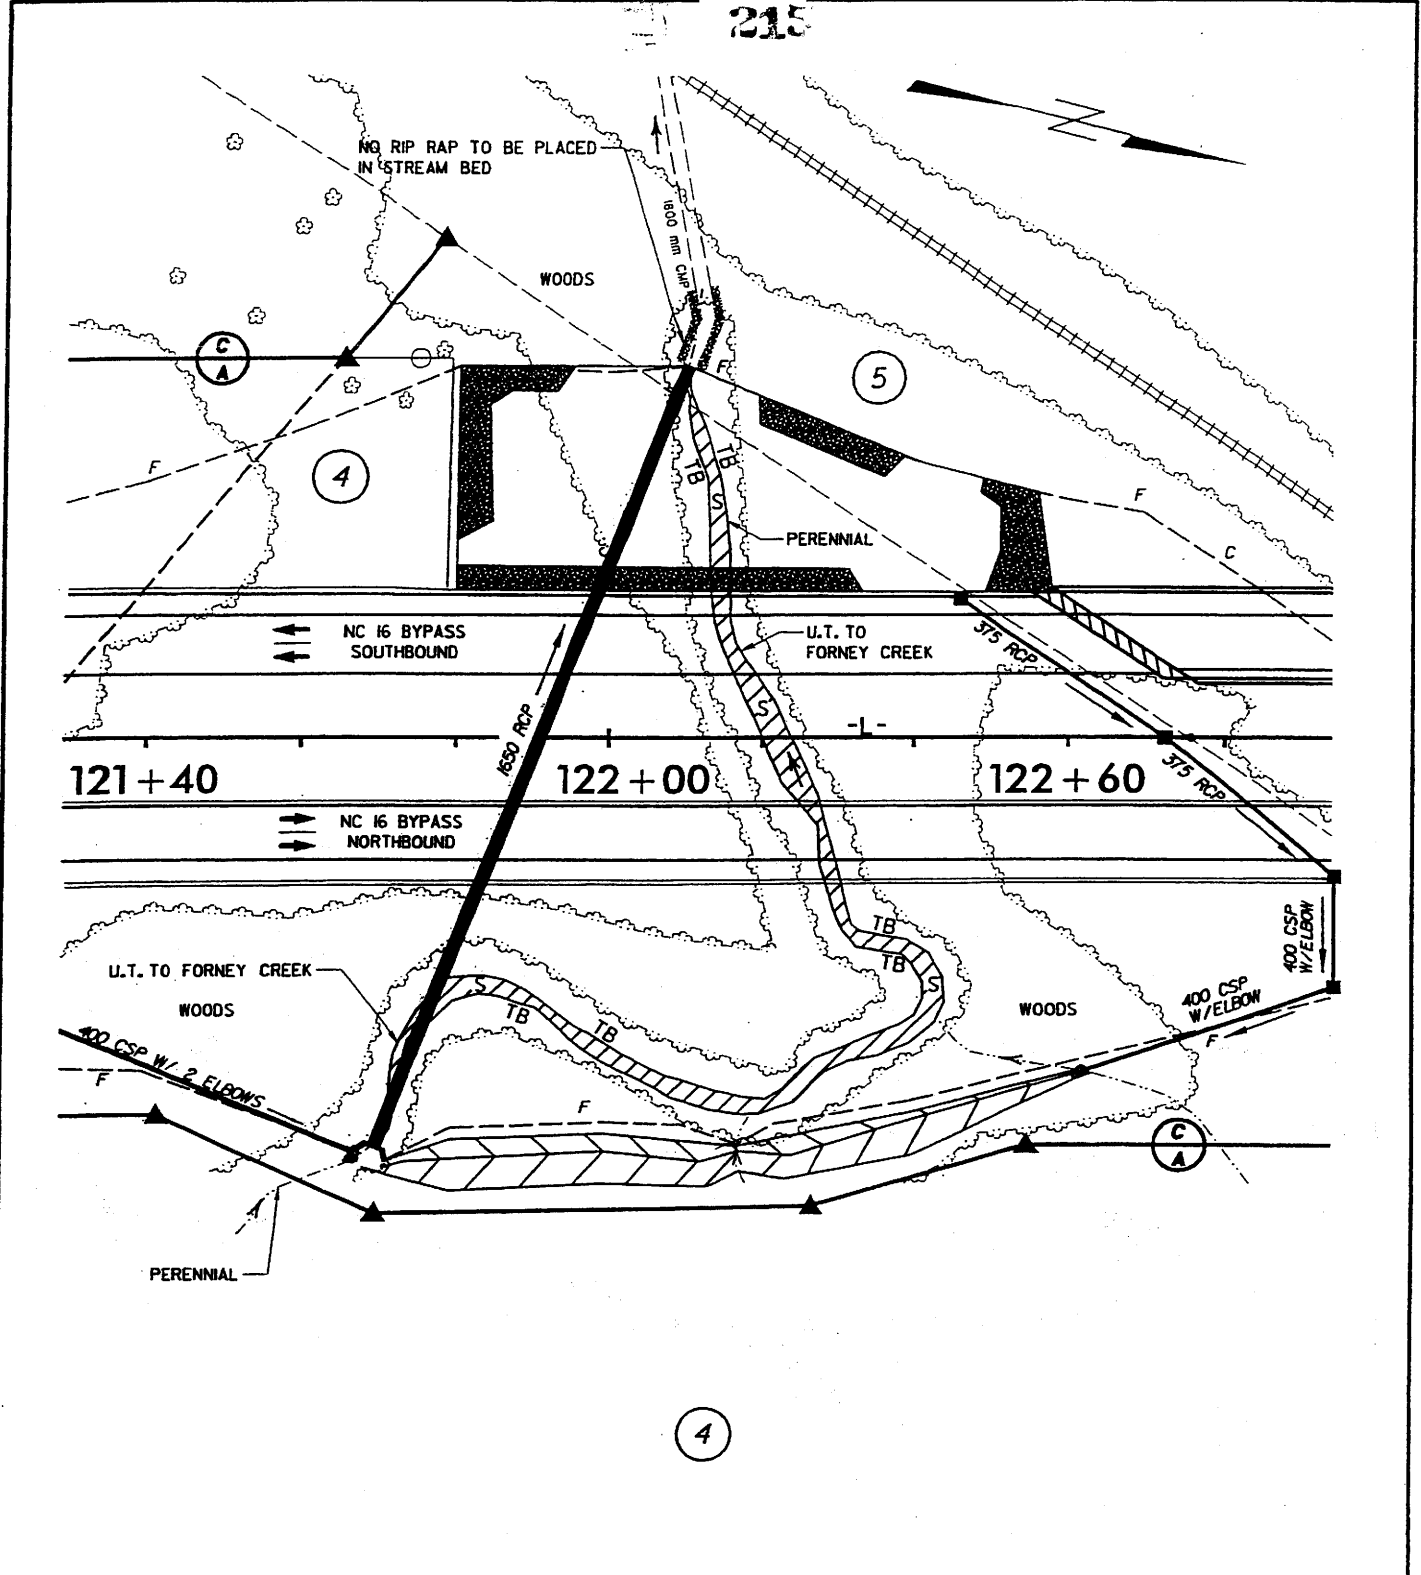 215
NO RIP RAP TO BE PLACED
IN STREAM BED
1800 mm CMP
WOODS
C
A
F
5
F
4
TB
TB
S
F
PERENNIAL
C
NC 16 BYPASS
SOUTHBOUND
U.T. TO
FORNEY CREEK
375 RCP
S
1650 RCP
-L-
121+40
122+00
122+60
375 RCP
NC 16 BYPASS
NORTHBOUND
TB
TB
400 CSP
W/ELBOW
U.T. TO FORNEY CREEK
S
S
WOODS
TB
TB
WOODS
400 CSP
W/ELBOW
400 CSP W/ 2 ELBOWS
F
F
F
C
A
PERENNIAL
4